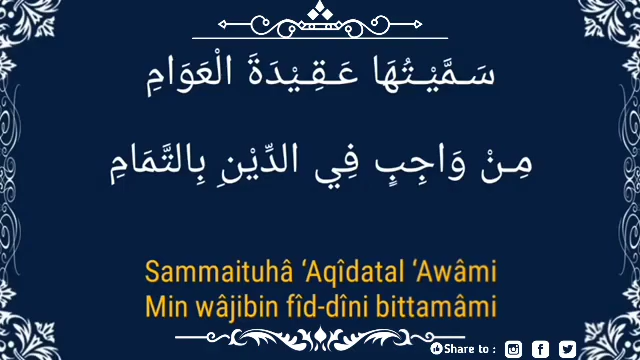 سَمَّيْتُهَا عَقِيْدَةَ الْعَوَامِ
مِنْ وَاجِبٍ فِي الدِّيْنِ بِالتَّمَامِ
Sammaituhâ ‘Aqîdatal ‘Awâmi
Min wâjibin fîd-dîni bittamâmi
Share to :